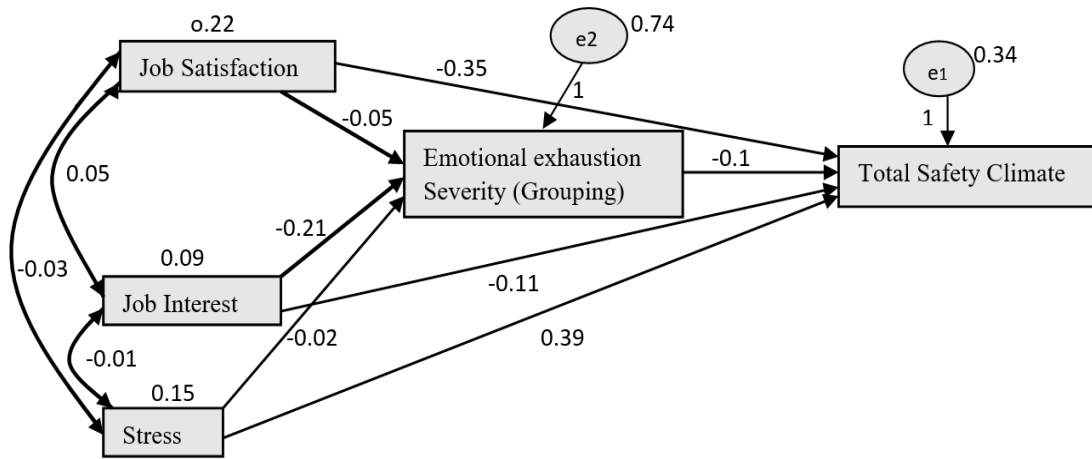 o.22
Job Satisfaction
e2
0.74
-0.35
1
e1
0.34
1
-0.05
Emotional exhaustion
Severity (Grouping)
-0.1
Total Safety Climate
0.05
-0.21
0.09
-0.03
Job Interest
-0.11
-0.02
0.39
-0.01
0.15
Stress